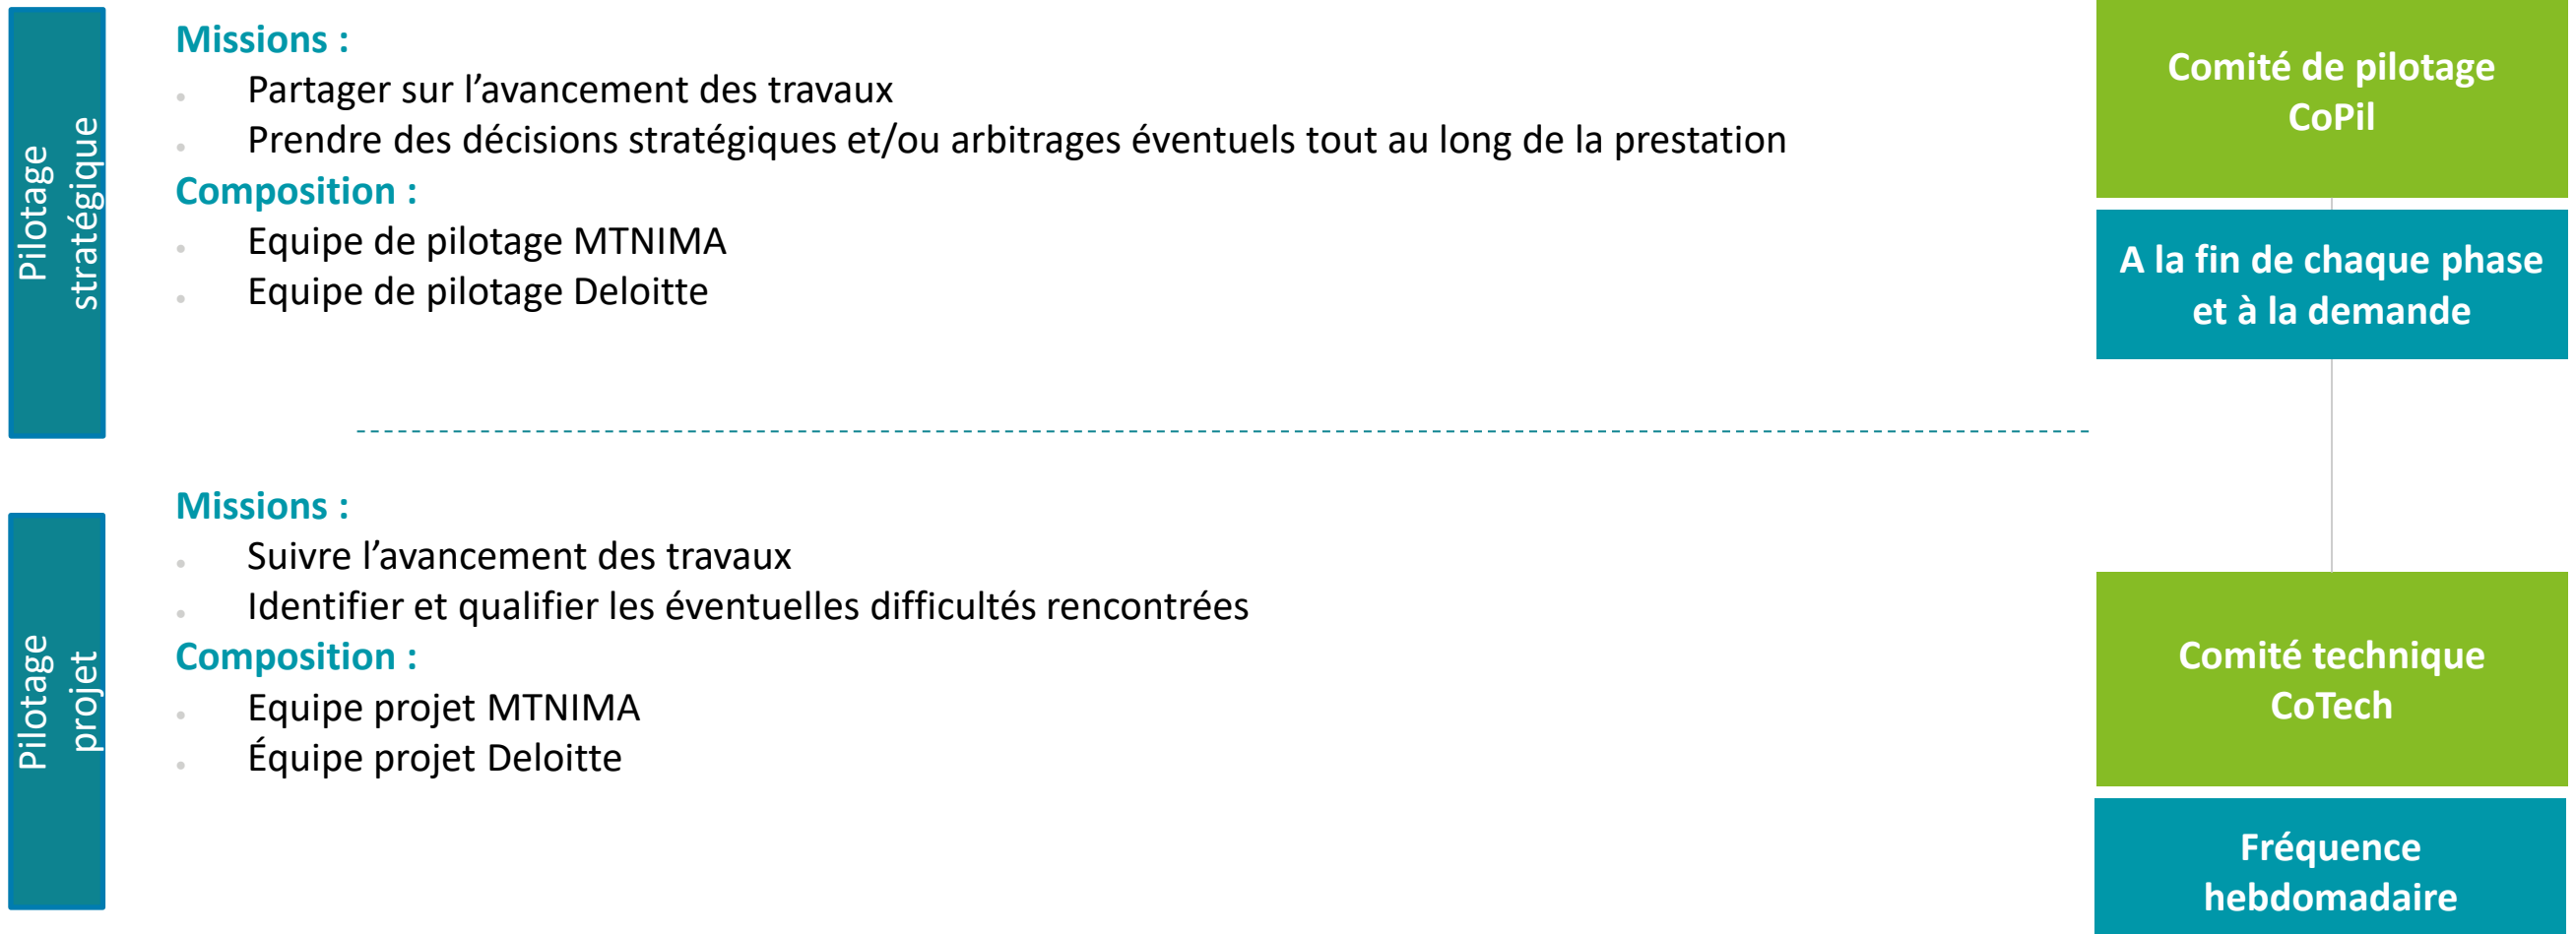 Pilotage
stratégique
Missions :
Partager sur l’avancement des travaux
Prendre des décisions stratégiques et/ou arbitrages éventuels tout au long de la prestation
Composition :
Equipe de pilotage MTNIMA
Equipe de pilotage Deloitte
Comité de pilotage
CoPil
A la fin de chaque phase
et à la demande
Pilotage
projet
Missions :
Suivre l’avancement des travaux
Identifier et qualifier les éventuelles difficultés rencontrées
Composition :
Equipe projet MTNIMA
Équipe projet Deloitte
Comité technique
CoTech
Fréquence
hebdomadaire